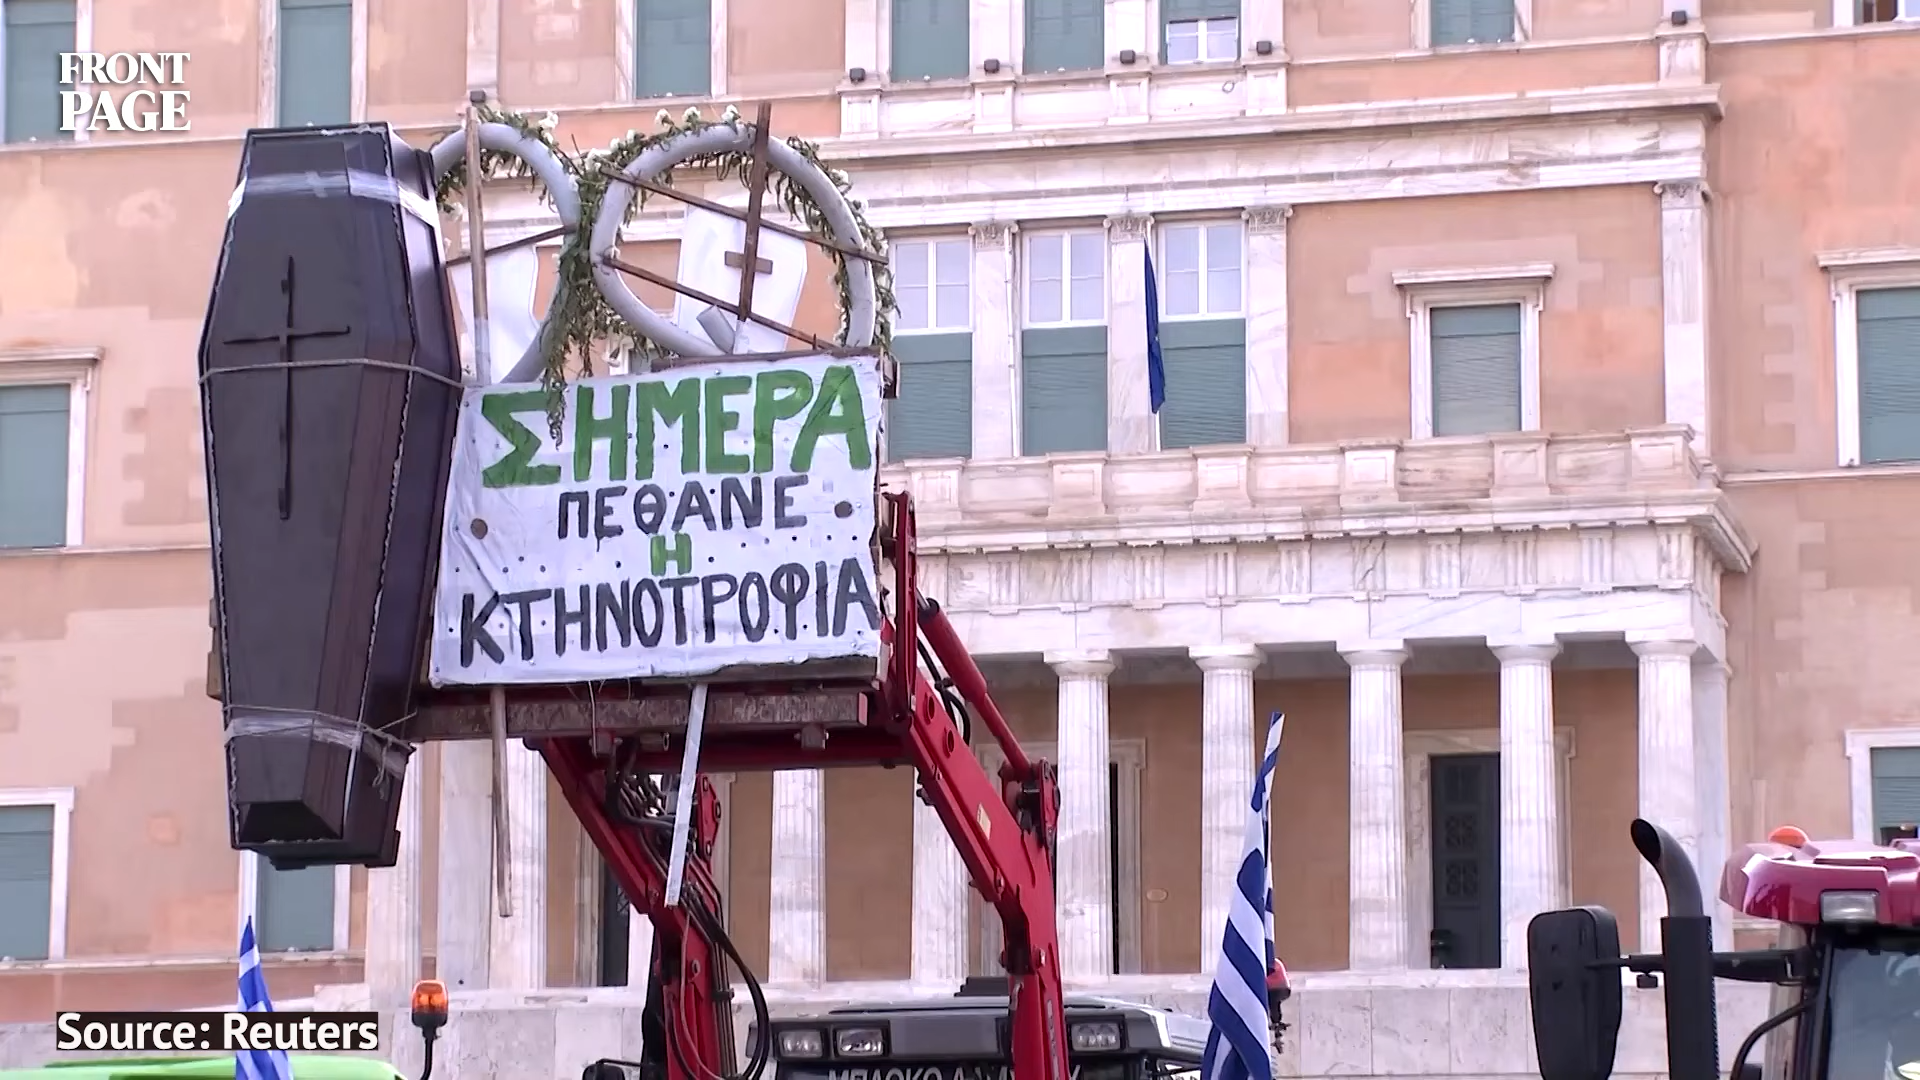 FRONT
PAGE
ΣΗΜΕΡΑ
ΠΕΘΑΝΕ
Η
ΚΤΗΝΟΤΡΟΦΙΑ
Source: Reuters